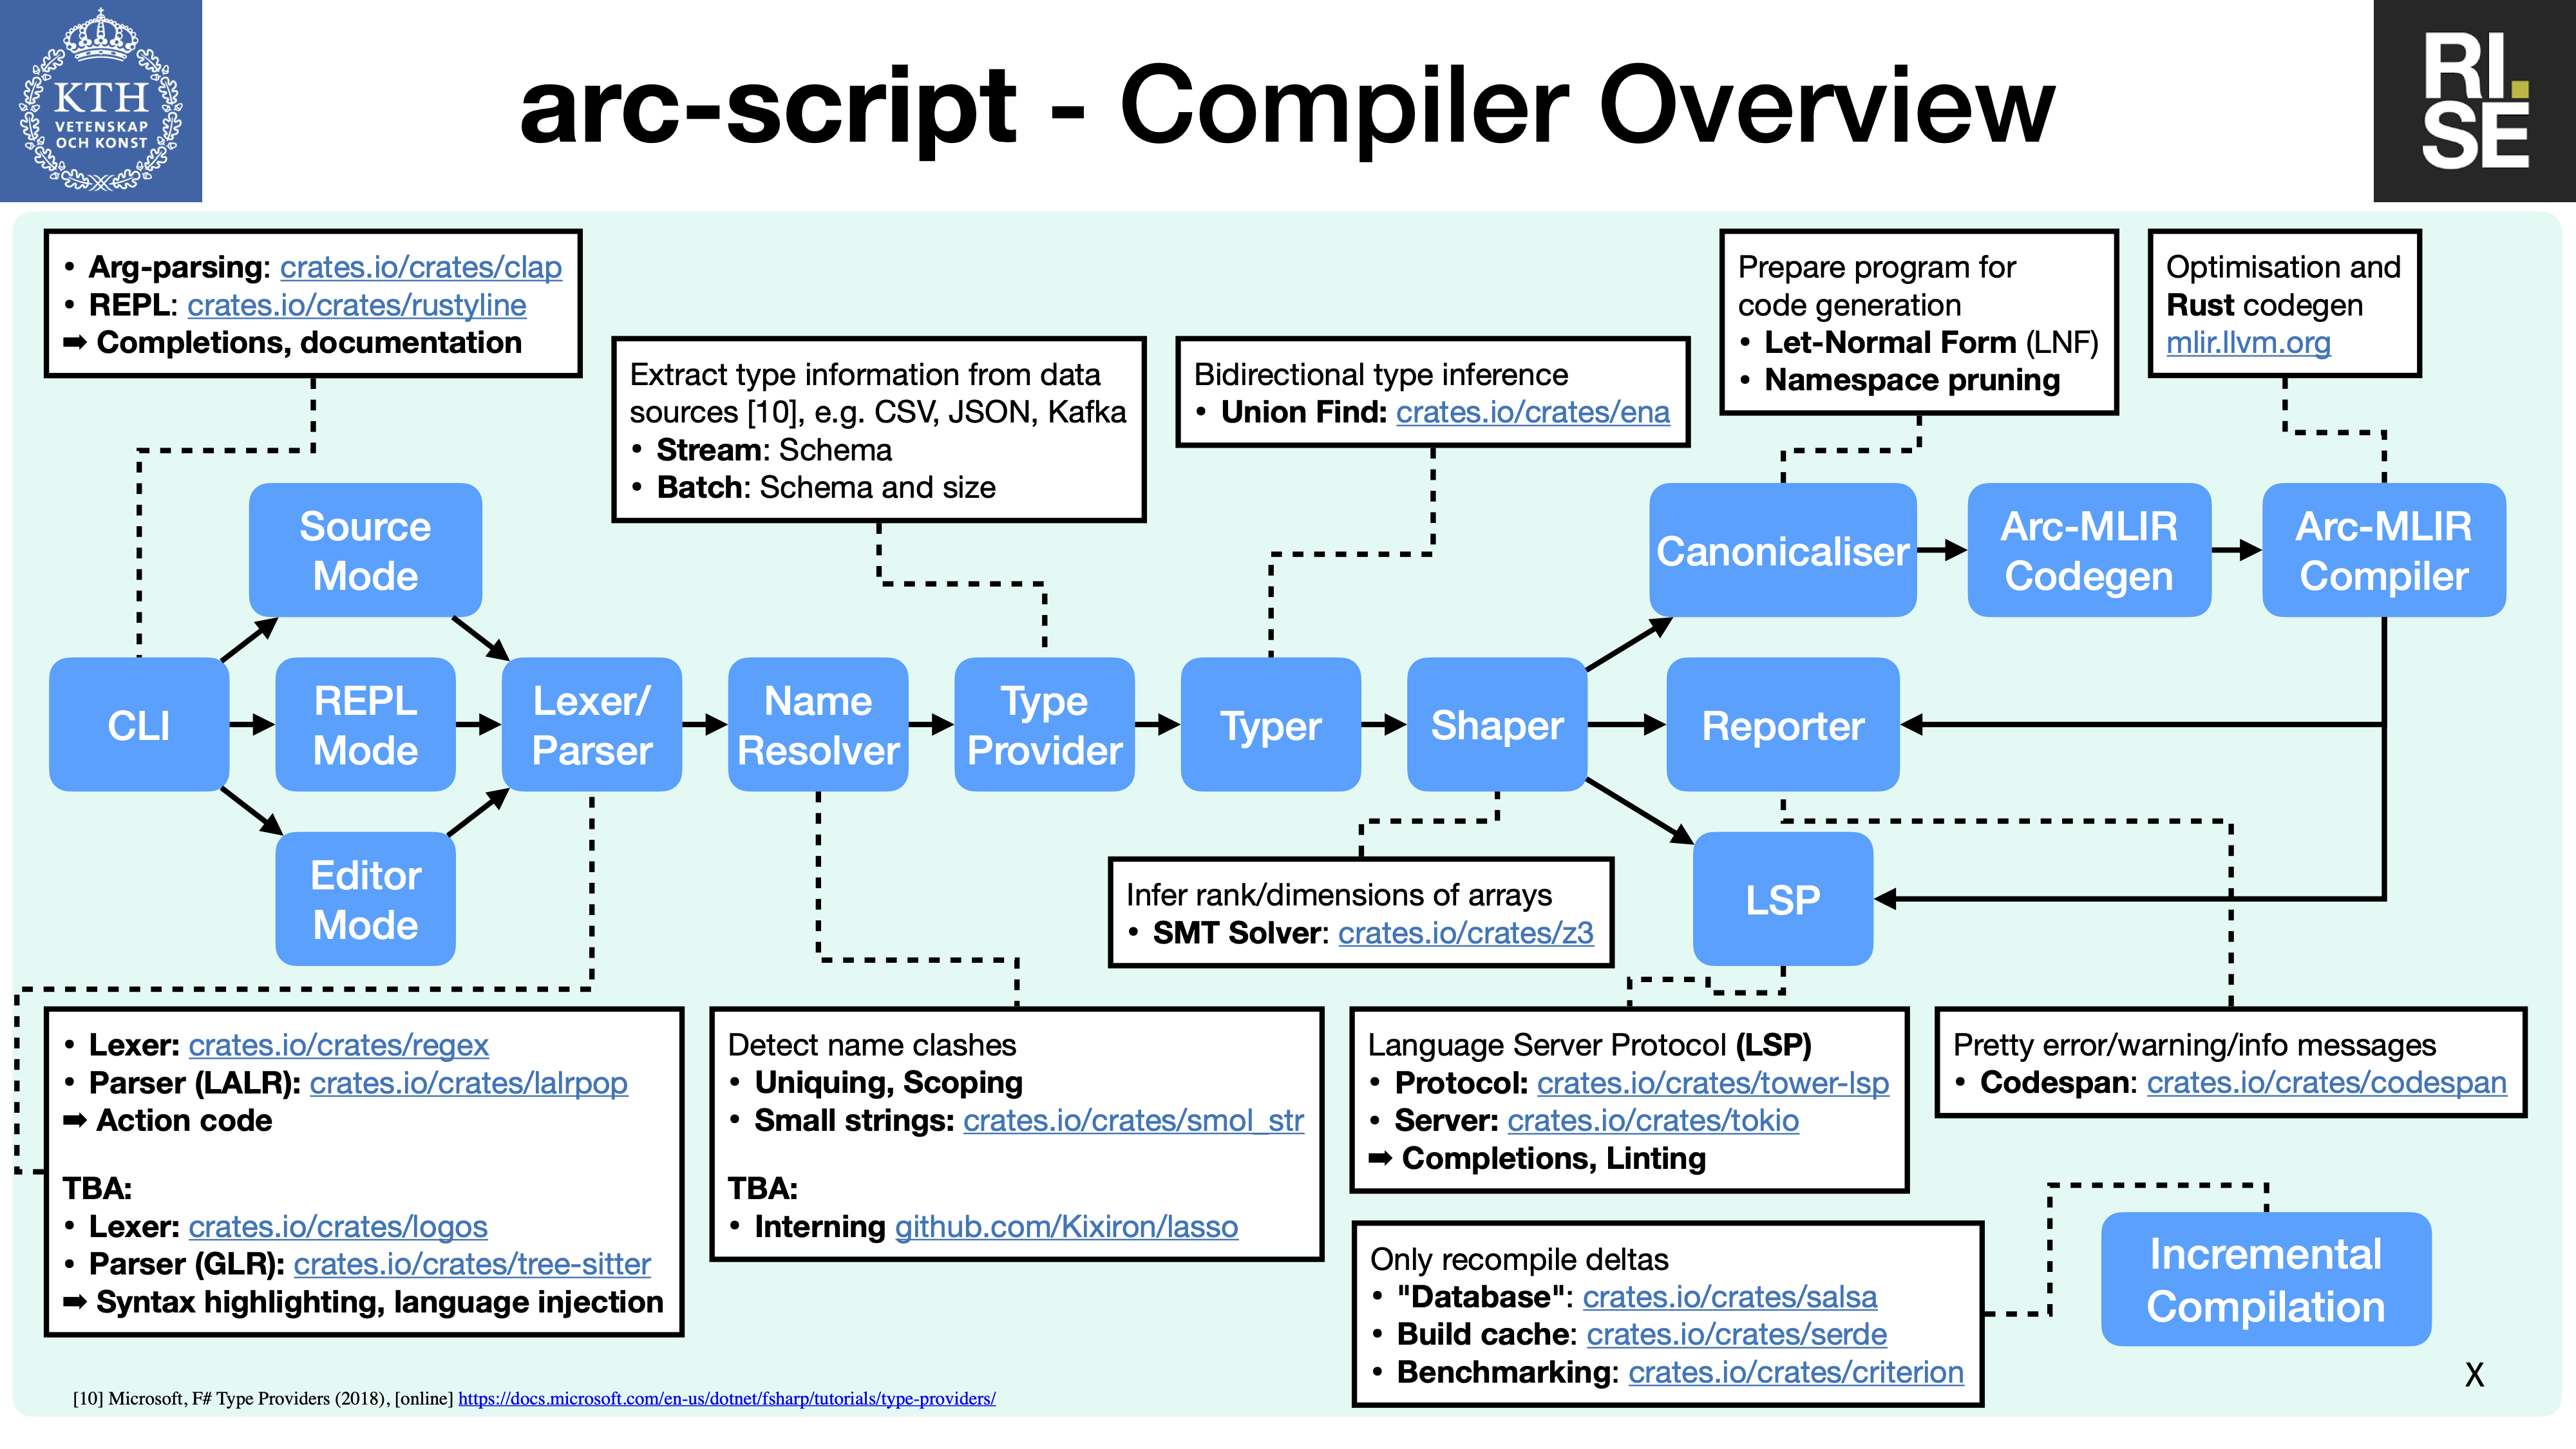 KTH
VETENSKAP
OCH KONST
arc-script - Compiler Overview
RI.
SE
• Arg-parsing: crates.io/crates/clap
• REPL: crates.io/crates/rustyline
➡ Completions, documentation
Extract type information from data
sources [10], e.g. CSV, JSON, Kafka
• Stream: Schema
• Batch: Schema and size
Bidirectional type inference
• Union Find: crates.io/crates/ena
Prepare program for
code generation
• Let-Normal Form (LNF)
• Namespace pruning
Optimisation and
Rust codegen
mlir.llvm.org
Source
Mode
Canonicaliser
Arc-MLIR
Codegen
Arc-MLIR
Compiler
CLI
REPL
Mode
Lexer/
Parser
Name
Resolver
Type
Provider
Typer
Shaper
Reporter
Editor
Mode
LSP
Infer rank/dimensions of arrays
• SMT Solver: crates.io/crates/z3
• Lexer: crates.io/crates/regex
• Parser (LALR): crates.io/crates/lalrpop
➡ Action code
TBA:
• Lexer: crates.io/crates/logos
• Parser (GLR): crates.io/crates/tree-sitter
➡ Syntax highlighting, language injection
Detect name clashes
• Uniquing, Scoping
• Small strings: crates.io/crates/smol_str
TBA:
• Interning github.com/Kixiron/lasso
Language Server Protocol (LSP)
• Protocol: crates.io/crates/tower-lsp
• Server: crates.io/crates/tokio
➡ Completions, Linting
Pretty error/warning/info messages
• Codespan: crates.io/crates/codespan
Only recompile deltas
• "Database": crates.io/crates/salsa
• Build cache: crates.io/crates/serde
• Benchmarking: crates.io/crates/criterion
Incremental
Compilation
X
[10] Microsoft, F# Type Providers (2018), [online] https://docs.microsoft.com/en-us/dotnet/fsharp/tutorials/type-providers/